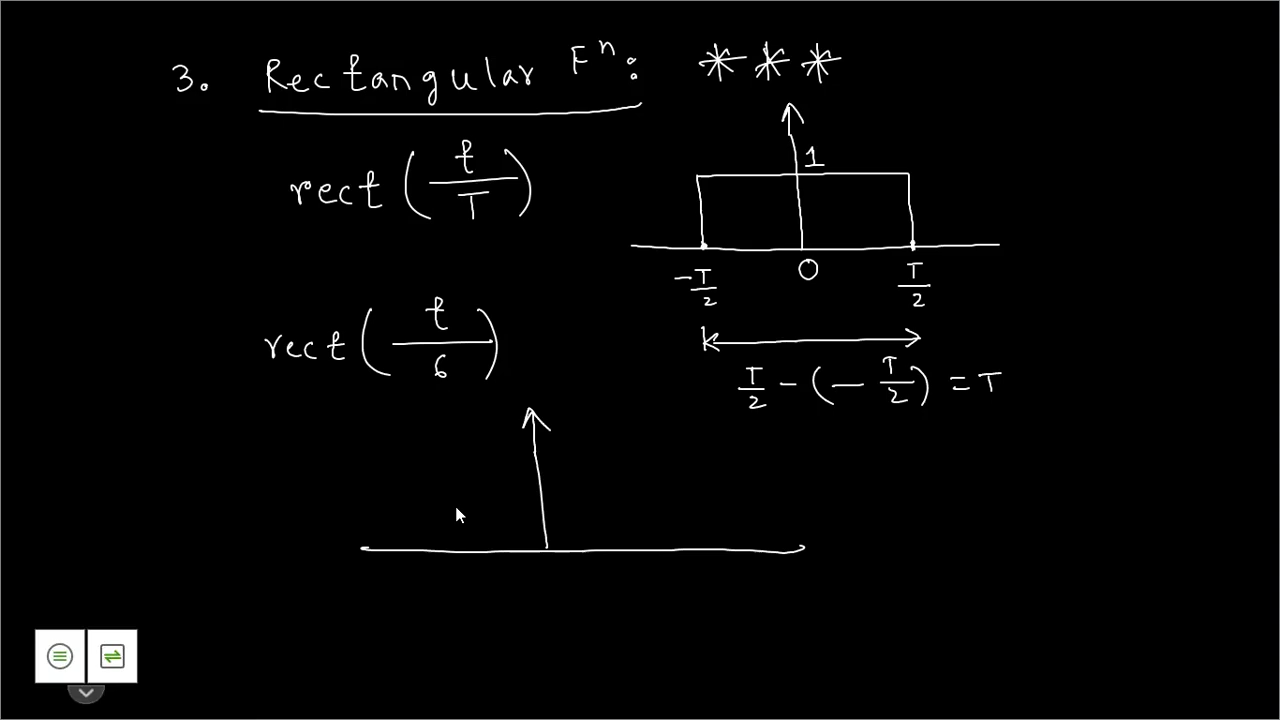 3. Rectangular Fⁿ: ***
rect(t/T)
1
-T/2 0 T/2
rect(t/6)
T/2 - (- T/2) = T